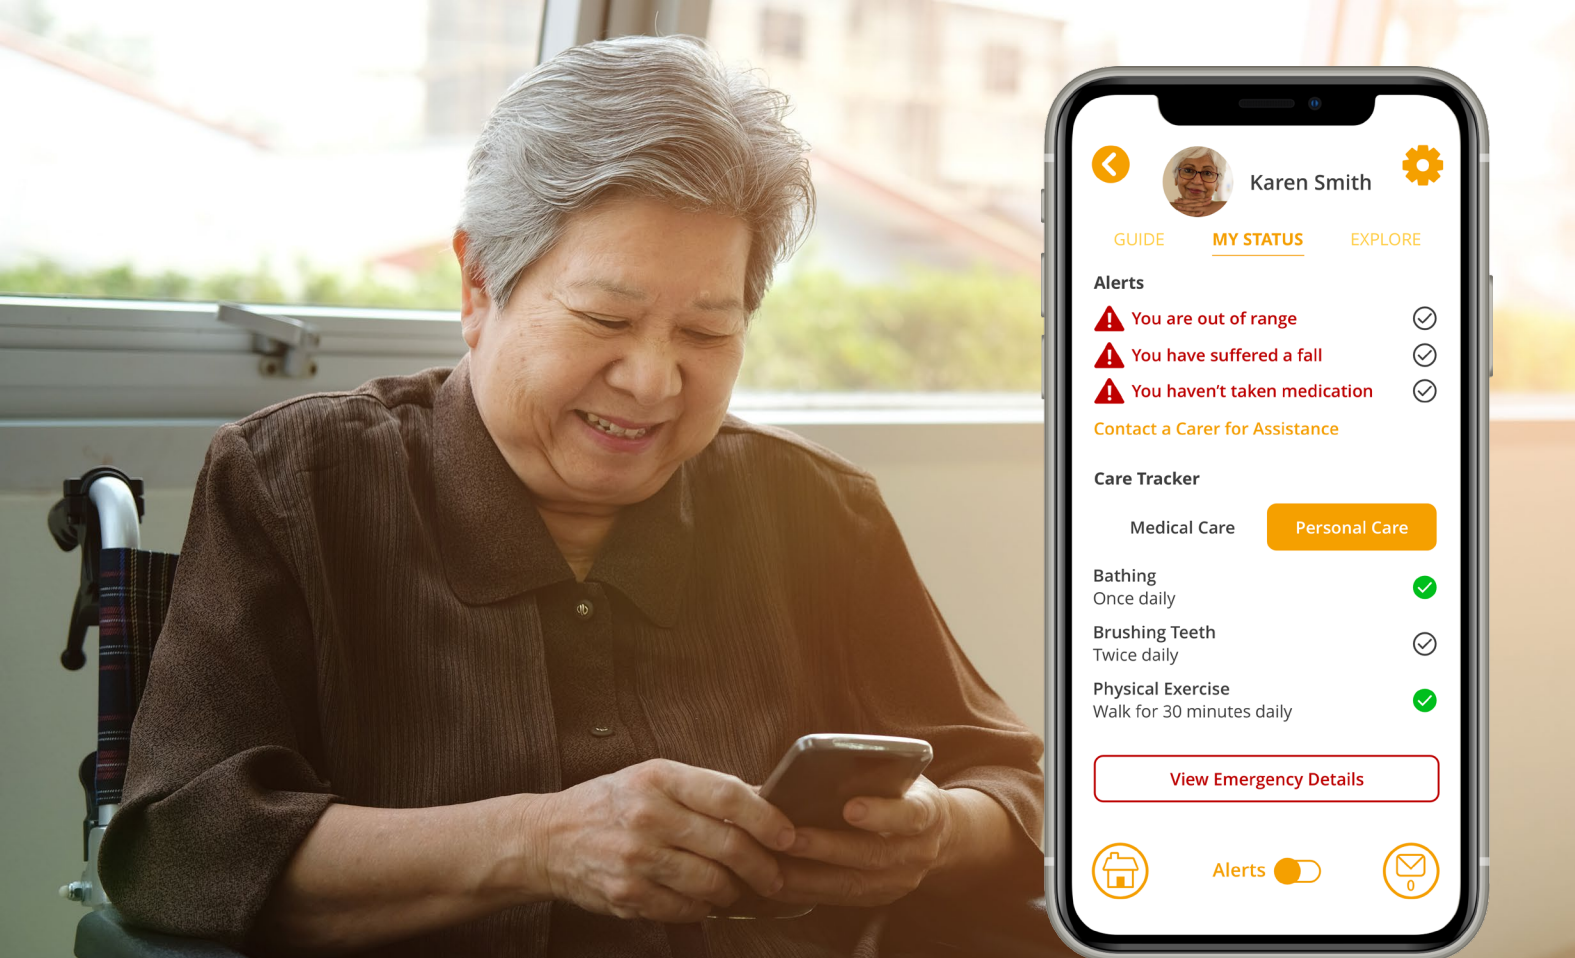 Karen Smith
GUIDE
MY STATUS
EXPLORE
Alerts
You are out of range
You have suffered a fall
You haven't taken medication
Contact a Carer for Assistance
Care Tracker
Medical Care
Personal Care
Bathing
Once daily
Brushing Teeth
Twice daily
Physical Exercise
Walk for 30 minutes daily
View Emergency Details
Alerts
0